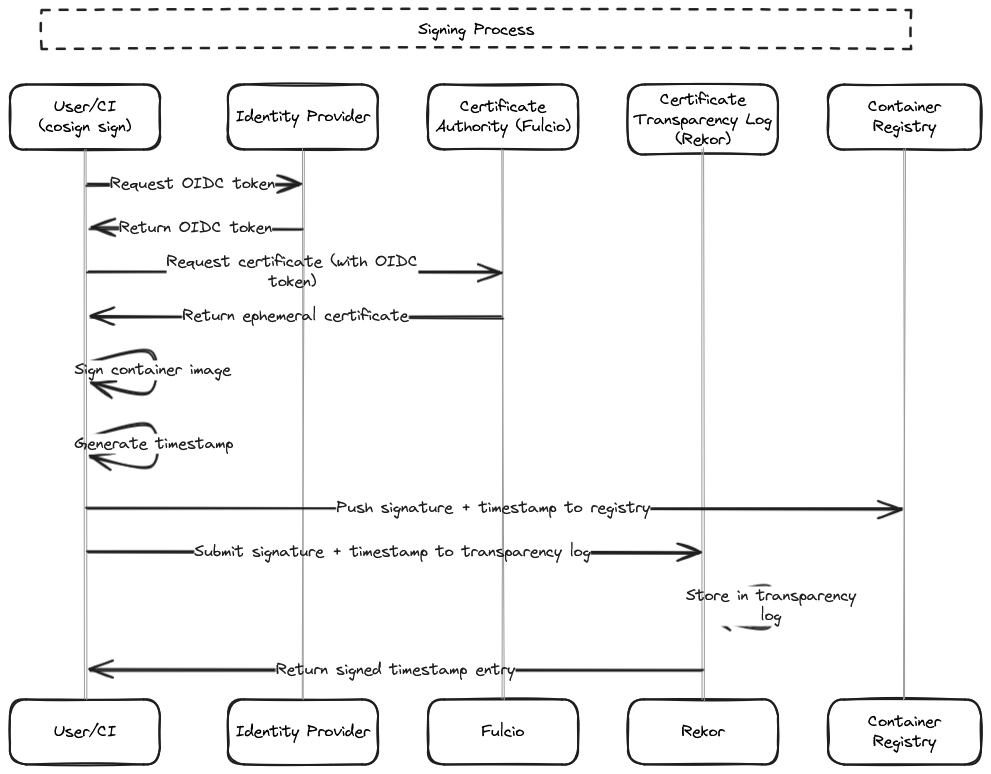 Signing Process
User/CI
(cosign sign)
Identity Provider
Certificate
Authority (Fulcio)
Certificate
Transparency Log
(Rekor)
Container
Registry
Request OIDC token
Return OIDC token
Request certificate (with OIDC
token)
Return ephemeral certificate
Sign container image
Generate timestamp
Push signature + timestamp to registry
Submit signature + timestamp to transparency log
Store in transparency
log
Return signed timestamp entry
User/CI
Identity Provider
Fulcio
Rekor
Container
Registry